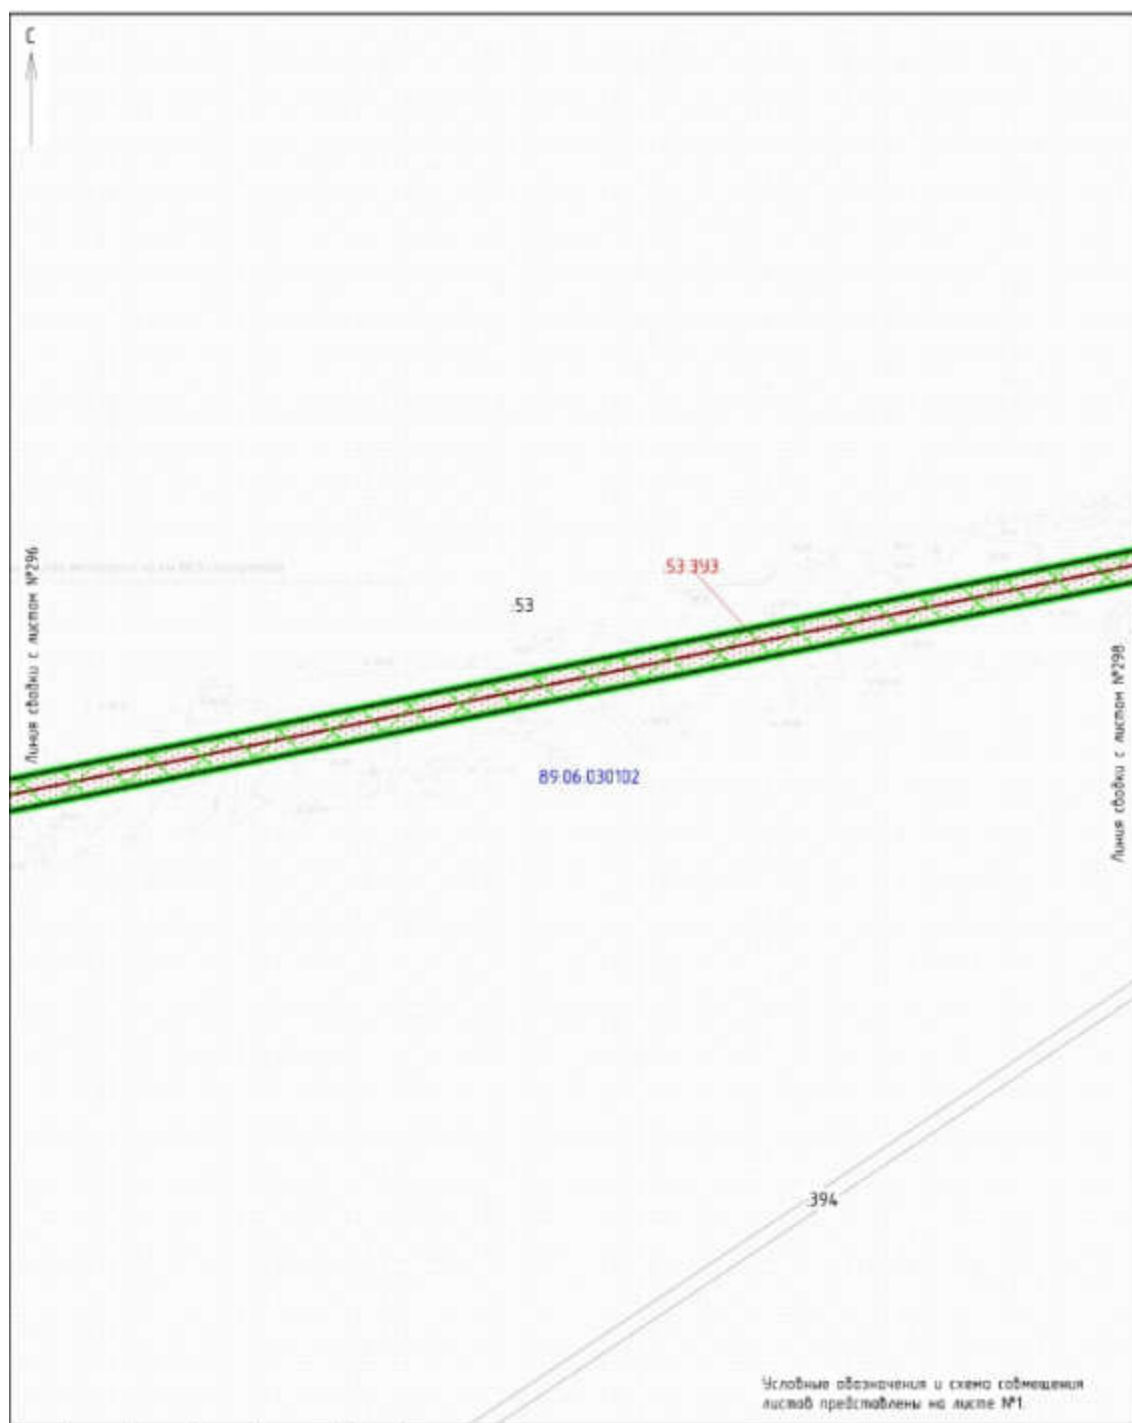 С
Линия сводки с листом №296
53 393
:53
89:06:030102
Линия сводки с листом №298
394
Условные обозначения и схема совмещения
листов представлены на листе №1.